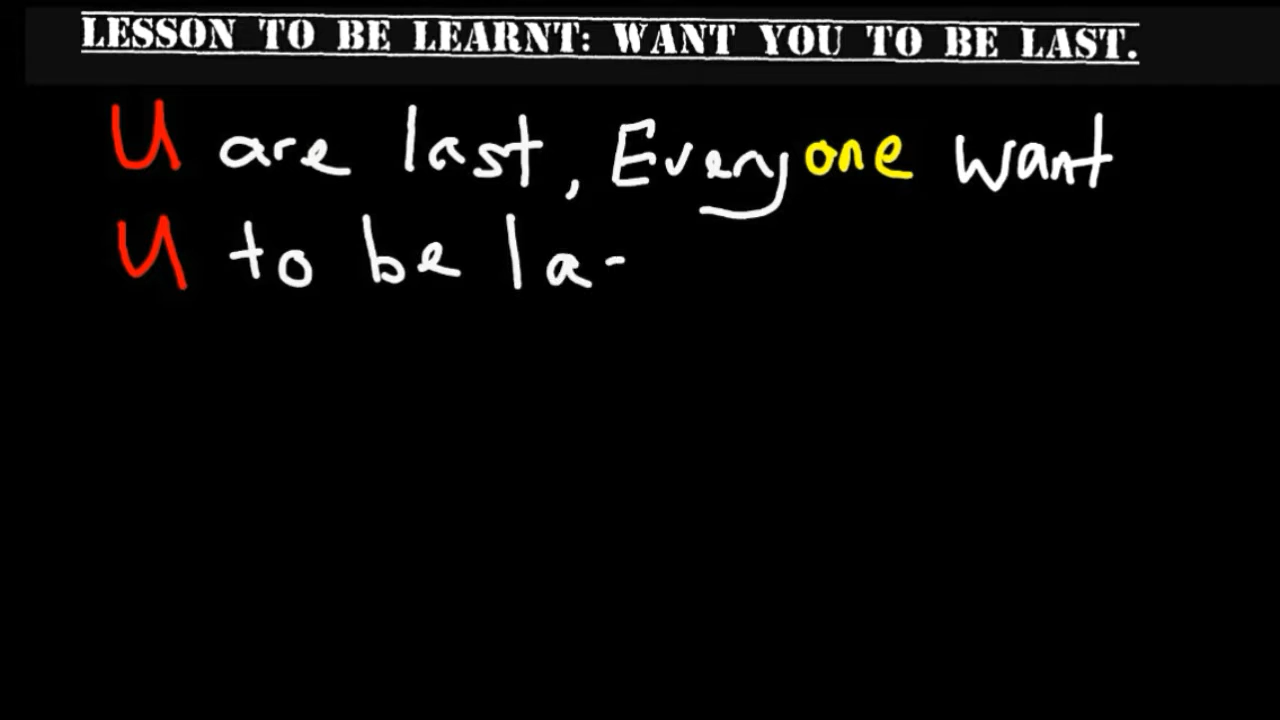 LESSON TO BE LEARNT: WANT YOU TO BE LAST.
U are last, Everyone want
U to be la-